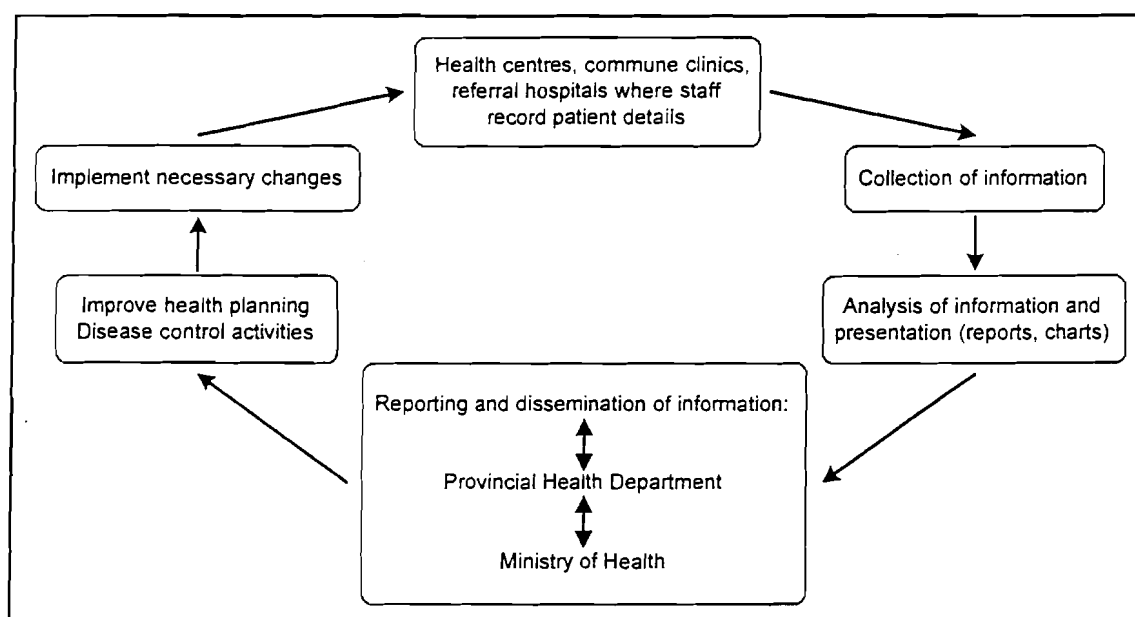 Health centres, commune clinics,
referral hospitals where staff
record patient details
Collection of information
Analysis of information and
presentation (reports, charts)
Reporting and dissemination of information:
Provincial Health Department
Ministry of Health
Improve health planning
Disease control activities
Implement necessary changes